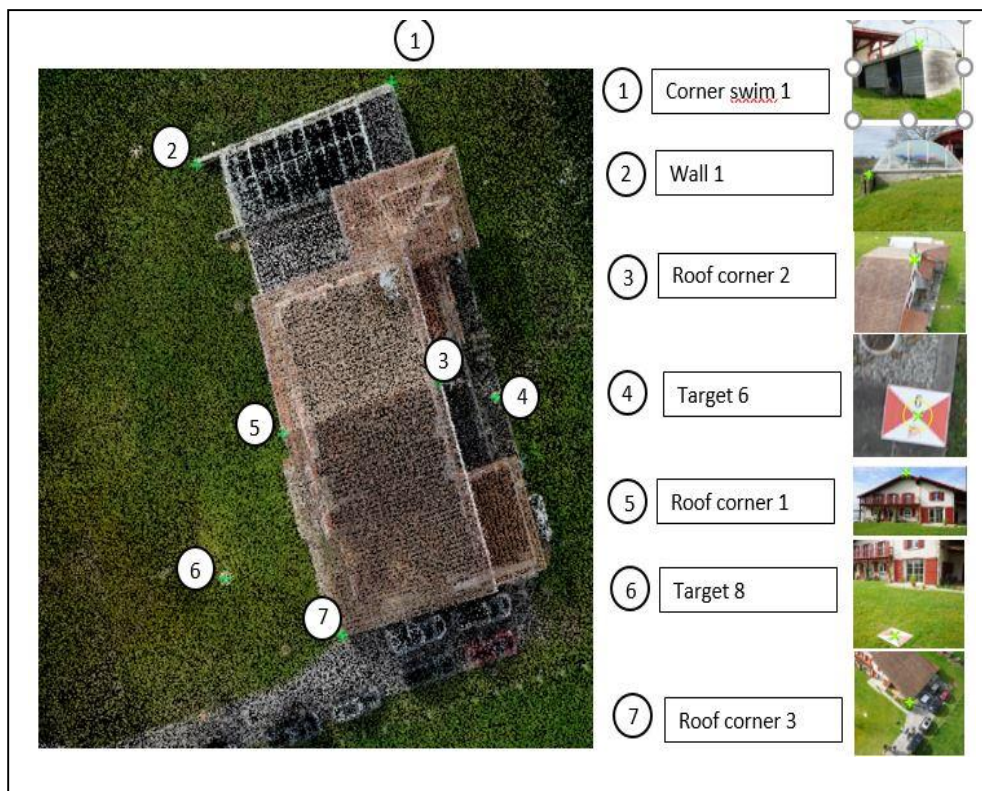 1
1 Corner swim 1
2
2 Wall 1
3 Roof corner 2
3
4
4 Target 6
5
5 Roof corner 1
6
6 Target 8
7
7 Roof corner 3
6